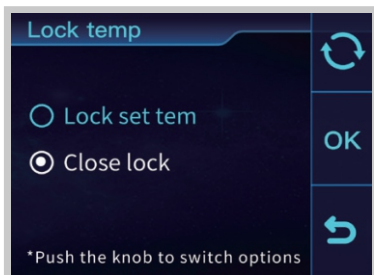 Lock temp
Lock set tem
Close lock
OK
*Push the knob to switch options